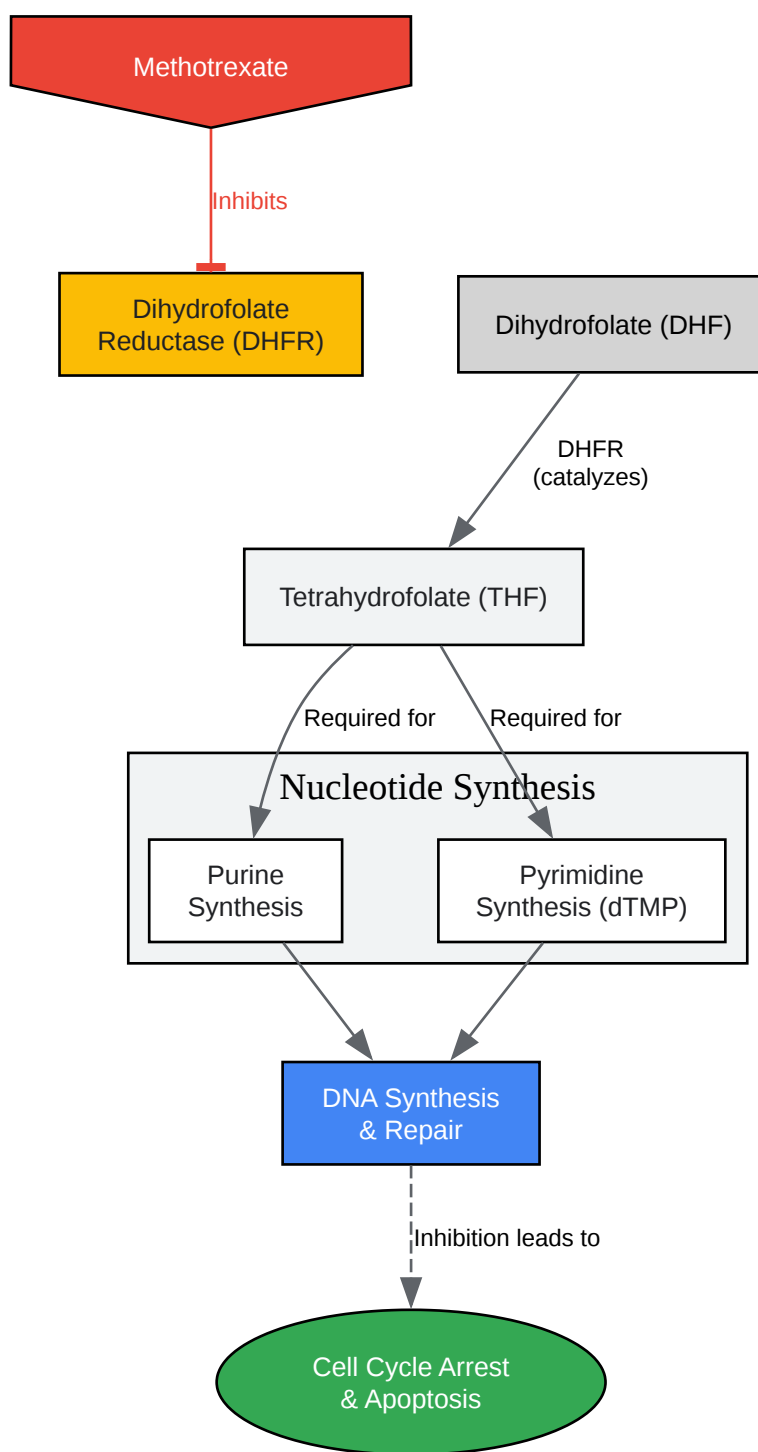 Methotrexate
Inhibits
Dihydrofolate
Reductase (DHFR)
Dihydrofolate (DHF)
DHFR
(catalyzes)
Tetrahydrofolate (THF)
Required for
Required for
Nucleotide Synthesis
Purine
Synthesis
Pyrimidine
Synthesis (dTMP)
DNA Synthesis
& Repair
Inhibition leads to
Cell Cycle Arrest
& Apoptosis